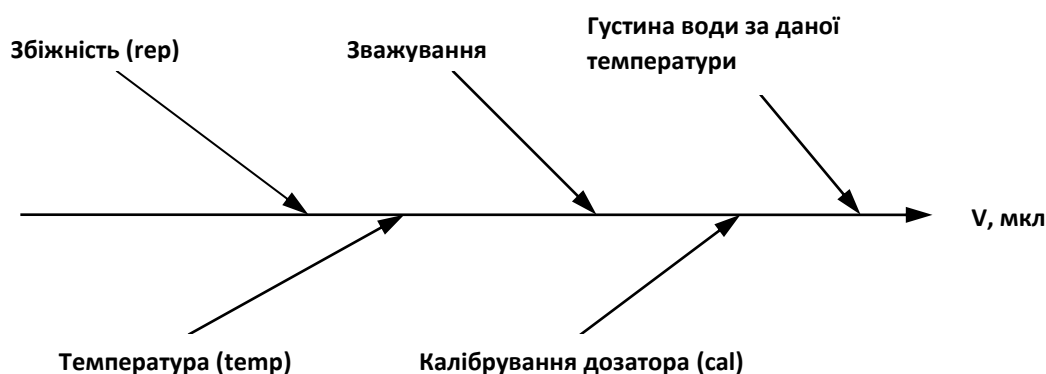 Збіжність (rep)
Зважування
Густина води за даної
температури
V, мкл
Температура (temp)
Калібрування дозатора (cal)